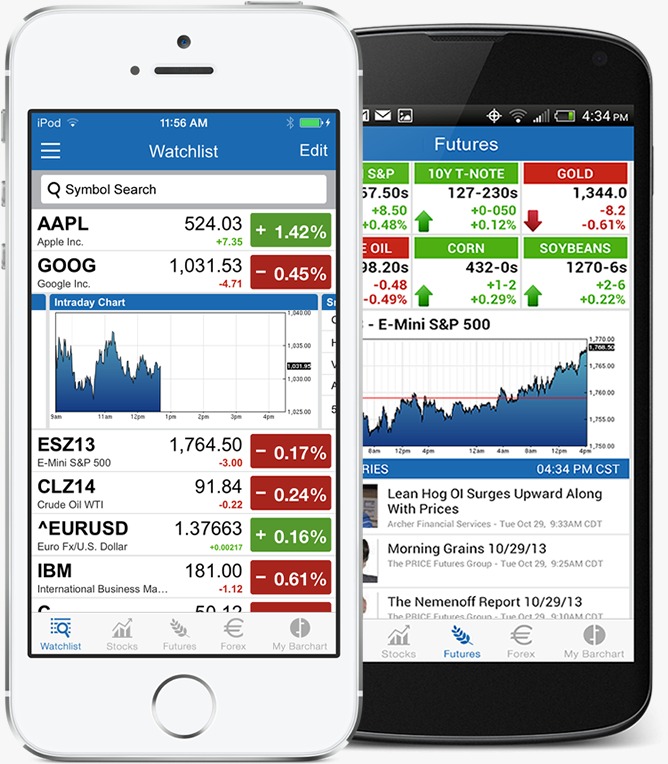 iPod
11:56 AM
Watchlist
Edit
Symbol Search
AAPL 524.03 + 1.42%
Apple Inc. +7.35
GOOG 1,031.53 − 0.45%
Google Inc. -4.71
Intraday Chart
1,040.00
1,035.00
1,031.95
1,030.00
1,025.00
9am 11am 12pm 1pm 2pm 3pm 4pm
ESZ13 1,764.50 − 0.17%
E-Mini S&P 500 -3.00
CLZ14 91.84 − 0.24%
Crude Oil WTI -0.22
^EURUSD 1.37663 + 0.16%
Euro Fx/U.S. Dollar +0.00217
IBM 181.00 − 0.61%
International Business Ma... -1.12
Watchlist Stocks Futures Forex My Barchart
4:34 PM
Futures
S&P 10Y T-NOTE GOLD
57.50s 127-230s 1,344.0
+8.50 +0-050 -8.2
+0.48% +0.12% -0.61%
E OIL CORN SOYBEANS
98.20s 432-0s 1270-6s
-0.48 +1-2 +2-6
-0.49% +0.29% +0.22%
- E-Mini S&P 500
1,770.00
1,768.50
1,760.00
1,755.00
1,750.00
8am 12pm 4pm 8pm 12am 4am 8am 12pm 4pm
RIES 04:34 PM CST
Lean Hog OI Surges Upward Along
With Prices
Archer Financial Services - Tue Oct 29, 9:33AM CDT
Morning Grains 10/29/13
The PRICE Futures Group - Tue Oct 29, 9:25AM CDT
The Nemenoff Report 10/29/13
The PRICE Futures Group - Tue Oct 29, 9:10AM CDT
Stocks Futures Forex My Barchart